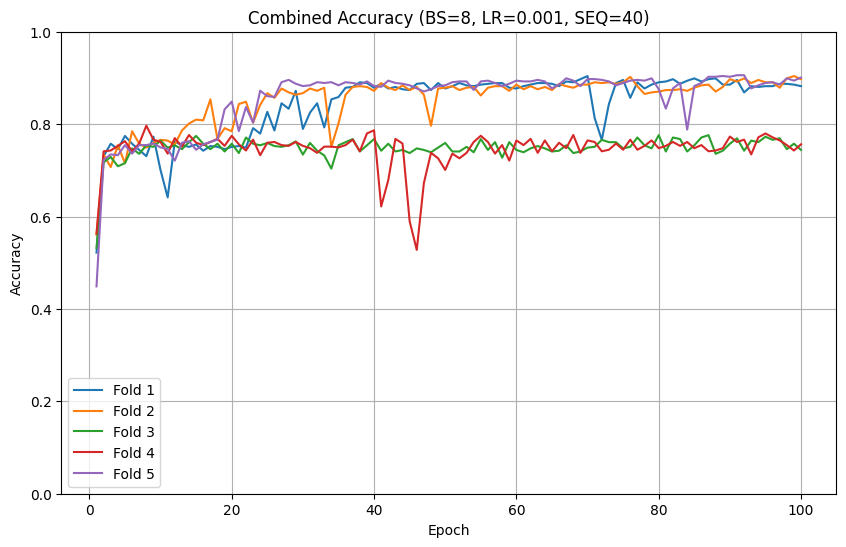 Combined Accuracy (BS=8, LR=0.001, SEQ=40)
1.0
0.8
0.6
0.4
0.2
0.0
Accuracy
Fold 1
Fold 2
Fold 3
Fold 4
Fold 5
0 20 40 60 80 100
Epoch